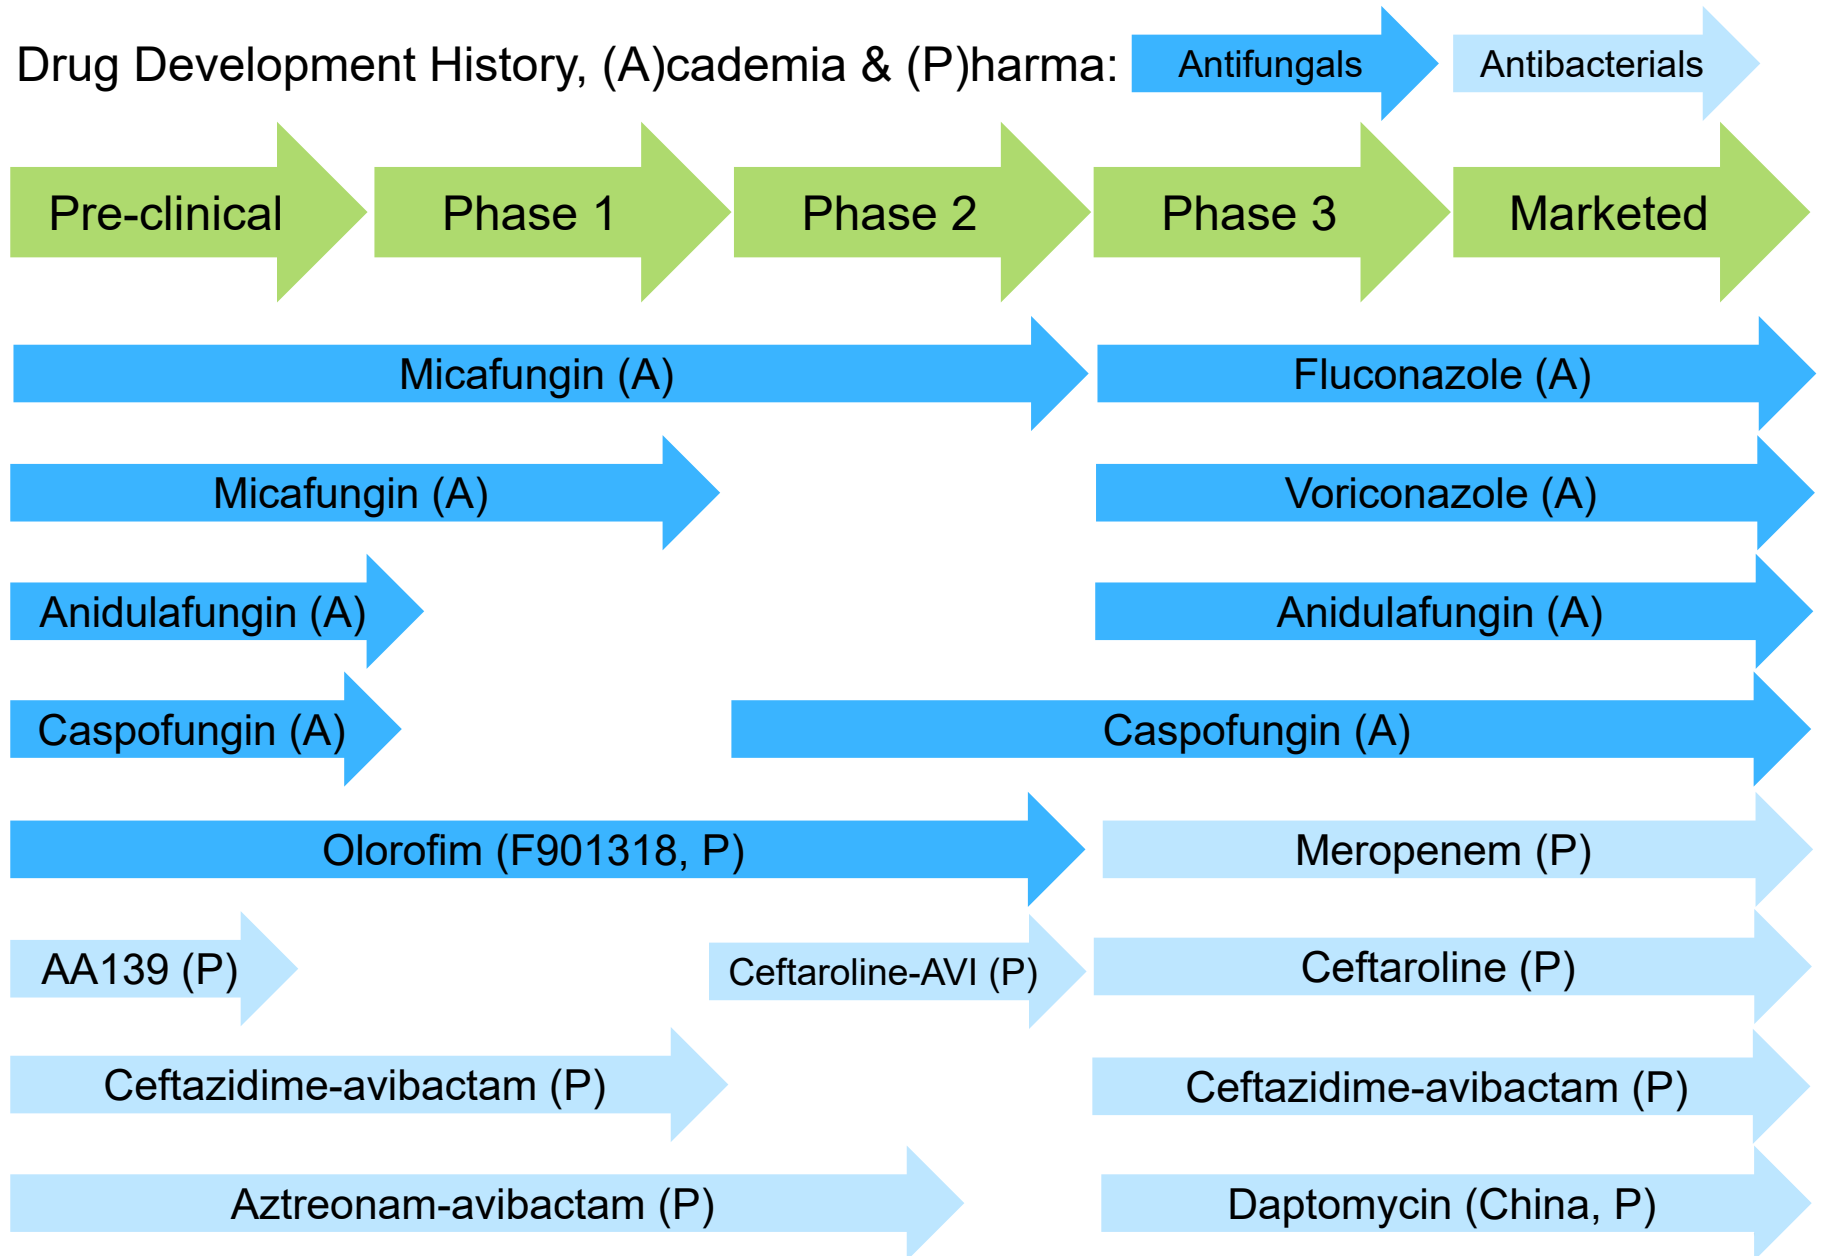 Drug Development History, (A)cademia & (P)harma: Antifungals Antibacterials
Pre-clinical Phase 1 Phase 2 Phase 3 Marketed
Micafungin (A) Fluconazole (A)
Micafungin (A) Voriconazole (A)
Anidulafungin (A) Anidulafungin (A)
Caspofungin (A) Caspofungin (A)
Olorofim (F901318, P) Meropenem (P)
AA139 (P) Ceftaroline-AVI (P) Ceftaroline (P)
Ceftazidime-avibactam (P) Ceftazidime-avibactam (P)
Aztreonam-avibactam (P) Daptomycin (China, P)